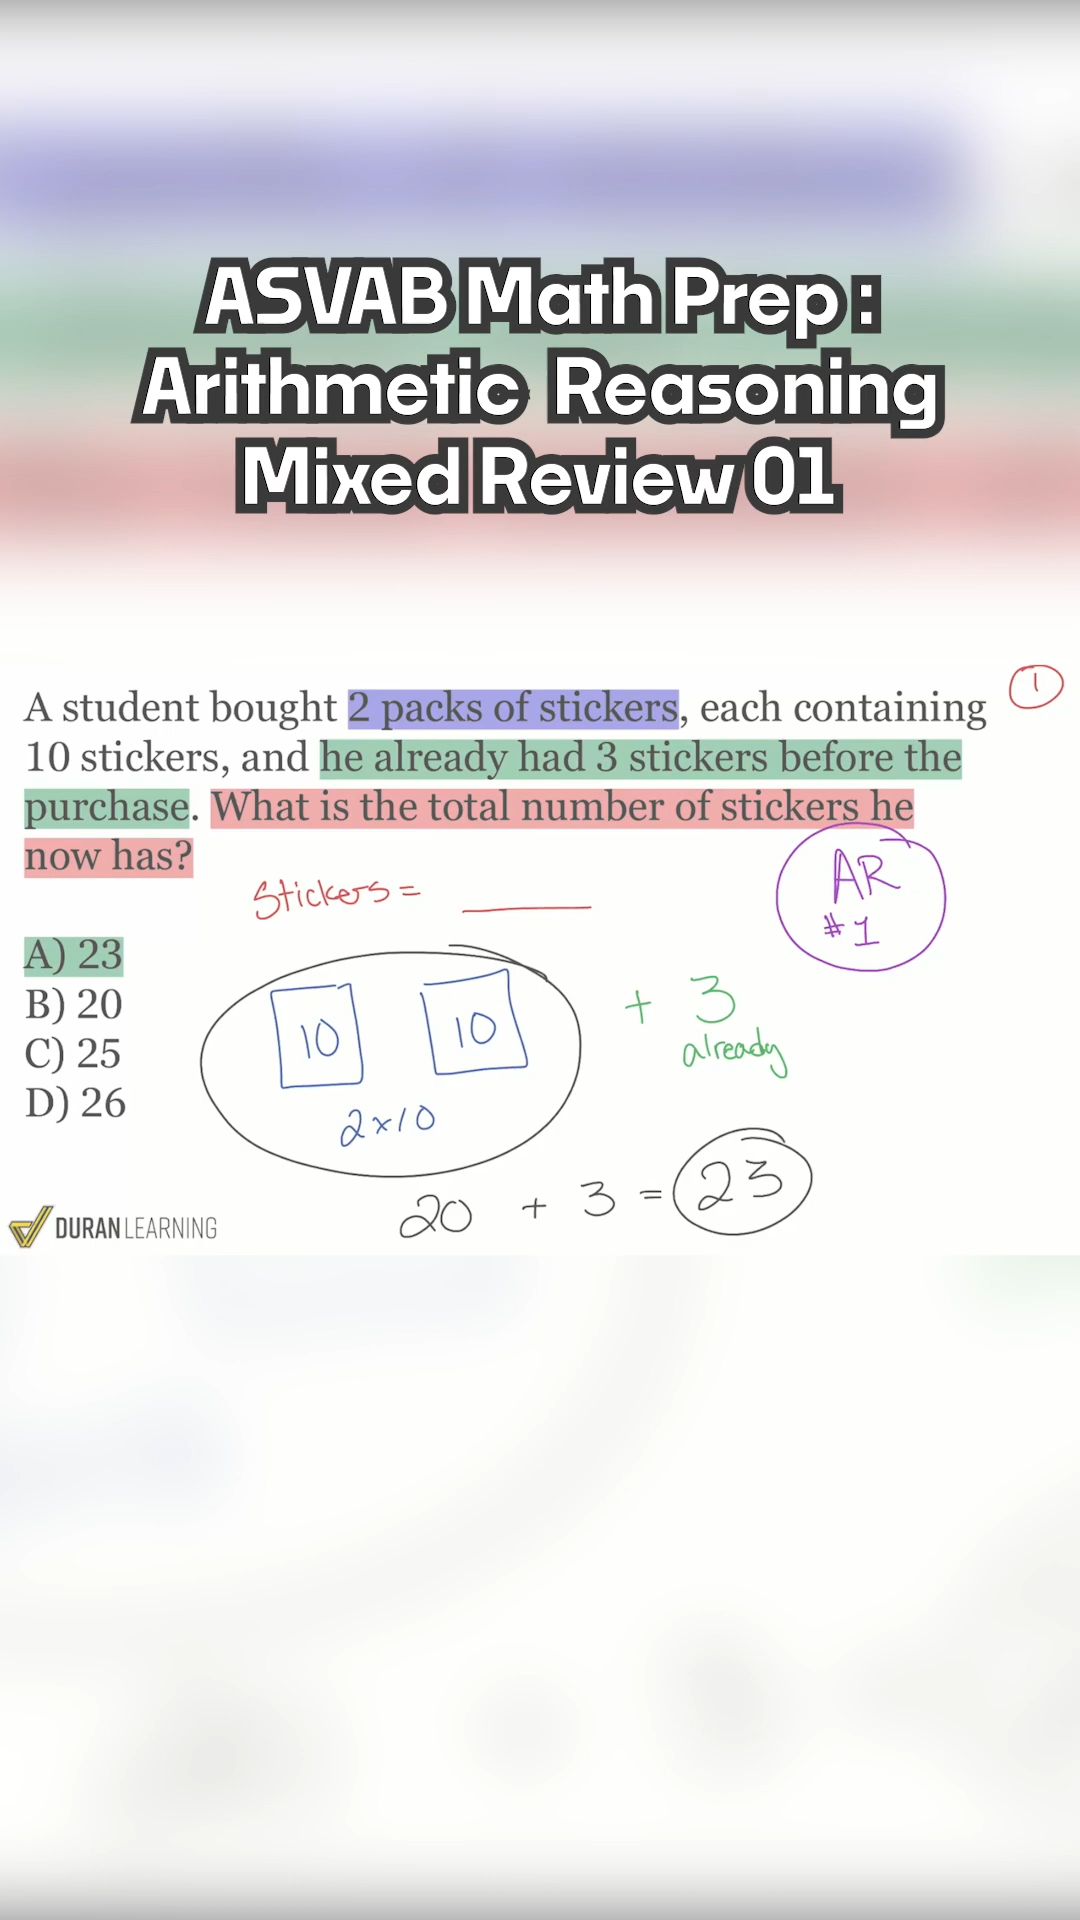 ASVAB Math Prep :
Arithmetic Reasoning
Mixed Review 01
1
A student bought 2 packs of stickers, each containing
10 stickers, and he already had 3 stickers before the
purchase. What is the total number of stickers he
now has?
AR
#1
Stickers =
A) 23
B) 20
C) 25
D) 26
10 10 + 3
already
2x10
20 + 3 = 23
DURAN LEARNING